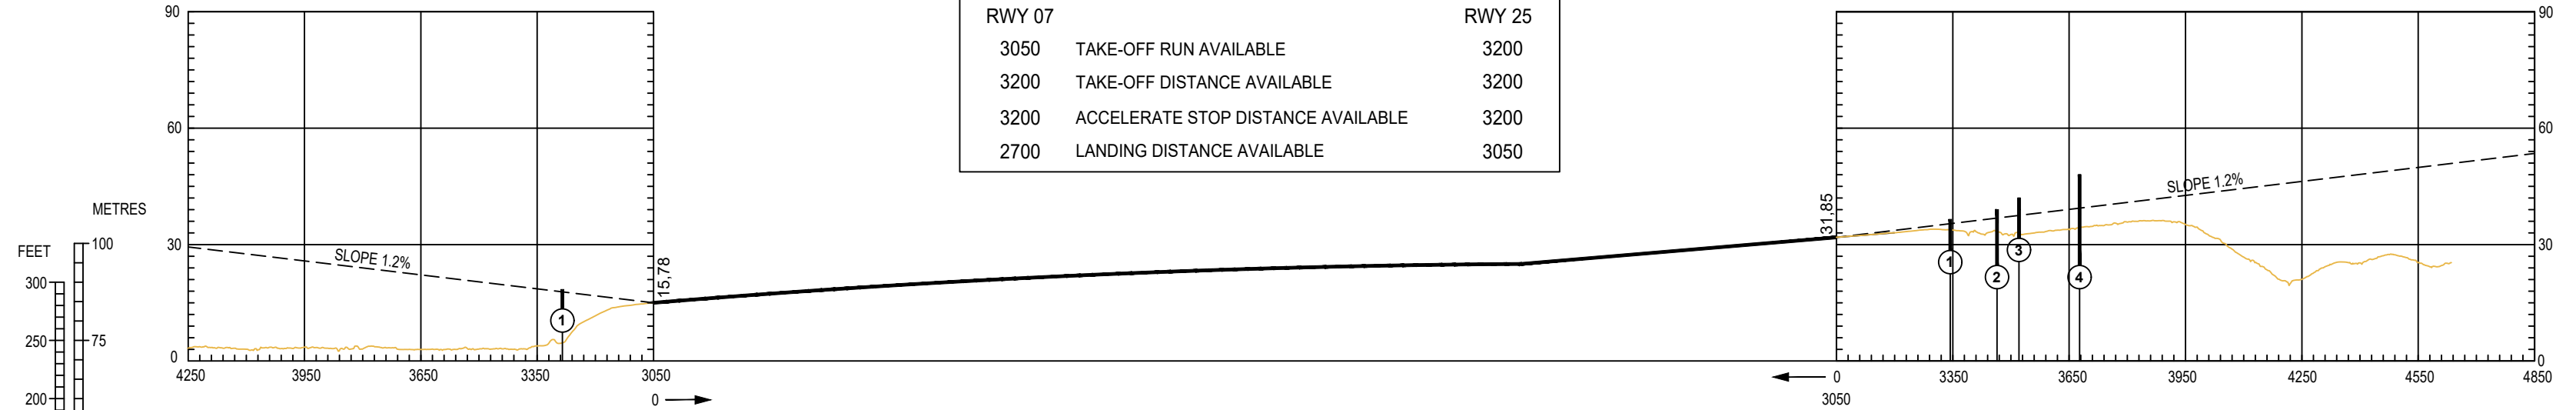 RWY 07 RWY 25
3050 TAKE-OFF RUN AVAILABLE 3200
3200 TAKE-OFF DISTANCE AVAILABLE 3200
3200 ACCELERATE STOP DISTANCE AVAILABLE 3200
2700 LANDING DISTANCE AVAILABLE 3050
90
60
30
0
SLOPE 1.2%
15,78
1
4250 3950 3650 3350 3050
0
METRES
100
75
FEET
300
250
200
31,85
SLOPE 1.2%
1
2
3
4
90
60
30
0
0 3350 3650 3950 4250 4550 4850
3050